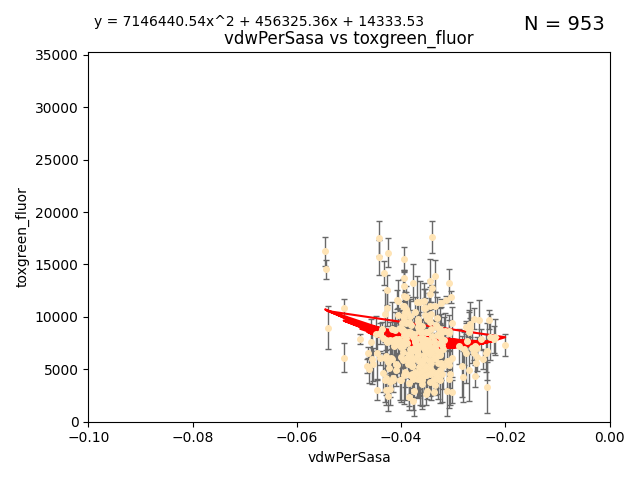 y = 7146440.54x^2 + 456325.36x + 14333.53
N = 953
vdwPerSasa vs toxgreen_fluor
35000
30000
25000
20000
15000
10000
5000
0
toxgreen_fluor
−0.10
−0.08
−0.06
−0.04
−0.02
0.00
vdwPerSasa